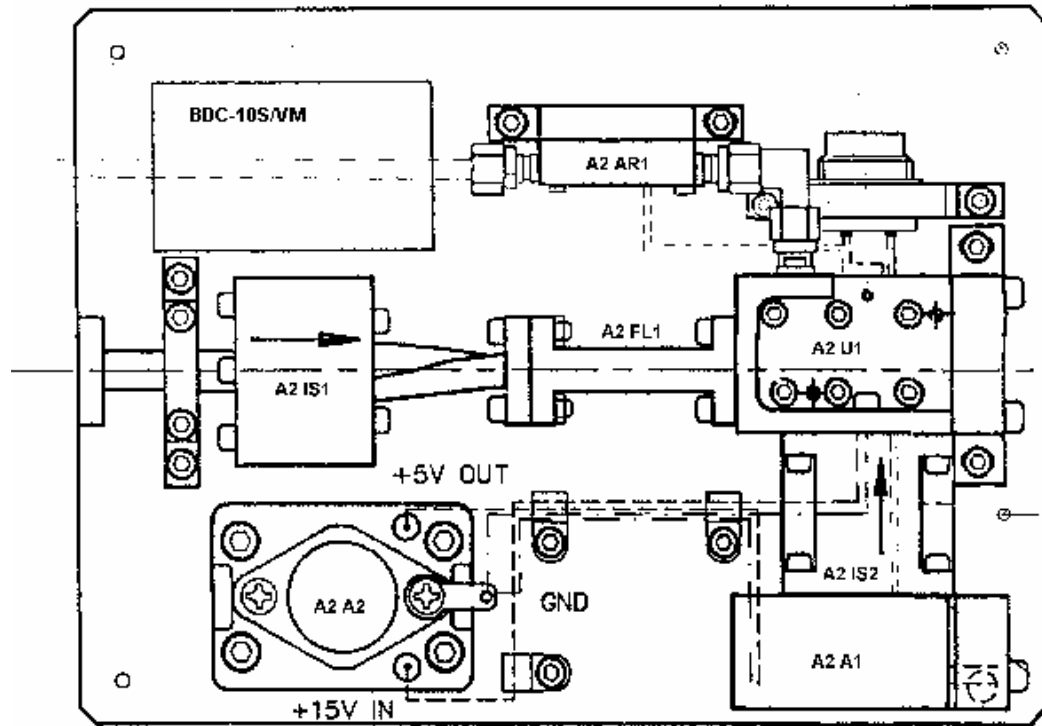 BDC-10S/VM
A2 AR1
A2 FL1
A2 U1
A2 IS1
+5V OUT
A2 IS2
A2 A2
GND
A2 A1
+15V IN